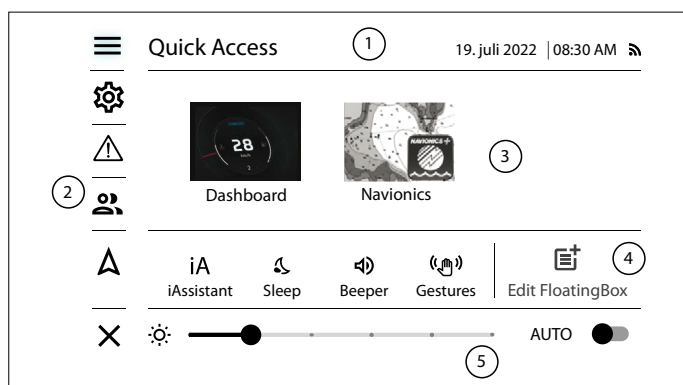 Quick Access
1
19. juli 2022 | 08:30 AM
28
km/h
NAVIONICS +
3
Dashboard
Navionics
2
4
iA
iAssistant
Sleep
Beeper
Gestures
Edit FloatingBox
AUTO
5